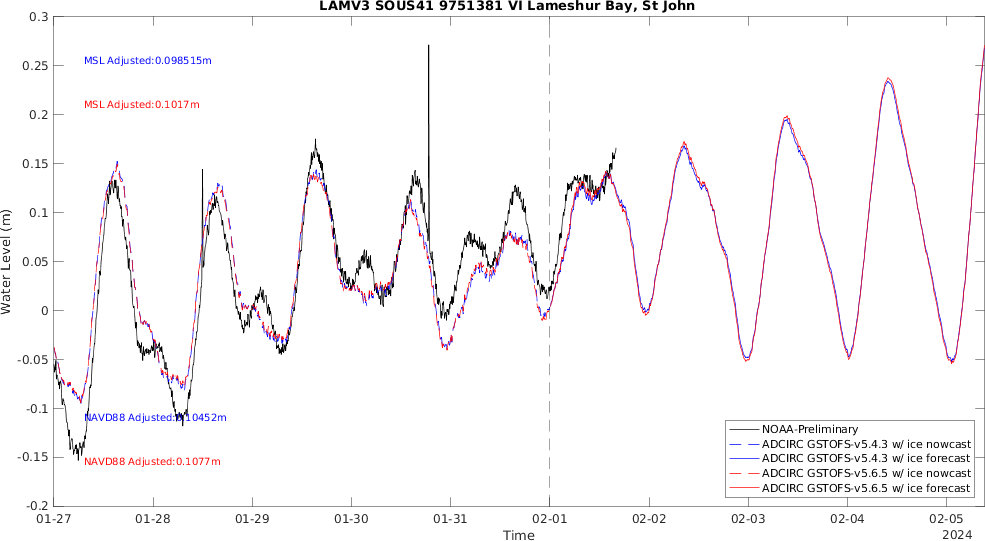 LAMV3 SOUS41 9751381 VI Lameshur Bay, St John
0.3
0.25
0.2
0.15
0.1
0.05
0
-0.05
-0.1
-0.15
-0.2
Water Level (m)
MSL Adjusted:0.098515m
MSL Adjusted:0.1017m
NAVD88 Adjusted:0.10452m
NAVD88 Adjusted:0.1077m
NOAA-Preliminary
ADCIRC GSTOFS-v5.4.3 w/ ice nowcast
ADCIRC GSTOFS-v5.4.3 w/ ice forecast
ADCIRC GSTOFS-v5.6.5 w/ ice nowcast
ADCIRC GSTOFS-v5.6.5 w/ ice forecast
01-27 01-28 01-29 01-30 01-31 02-01 02-02 02-03 02-04 02-05
Time
2024